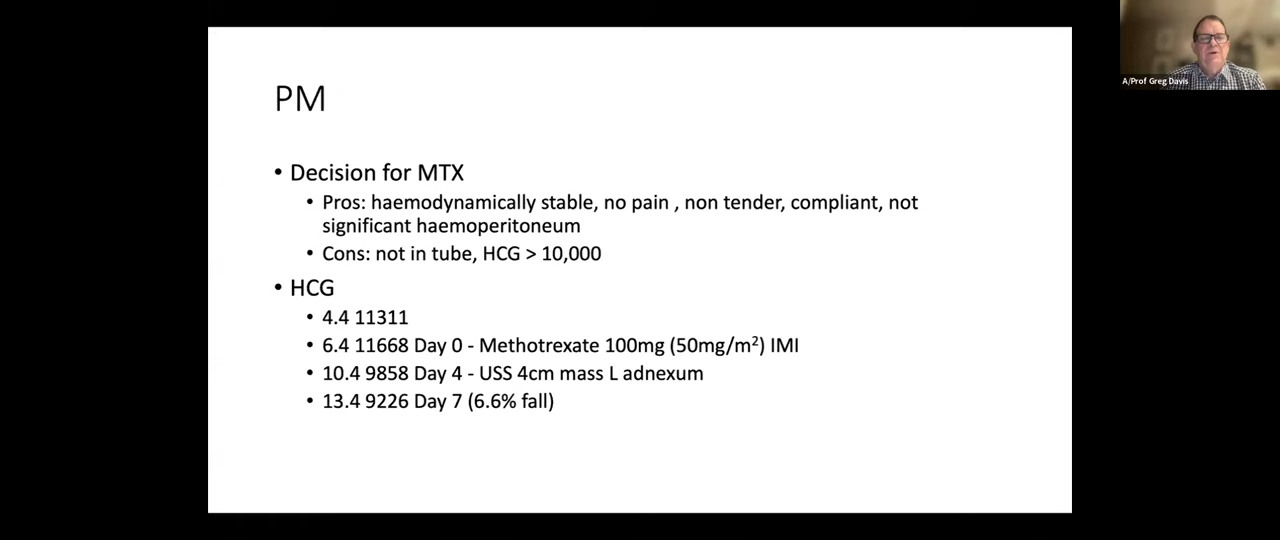 PM
• Decision for MTX
• Pros: haemodynamically stable, no pain , non tender, compliant, not
significant haemoperitoneum
• Cons: not in tube, HCG > 10,000
• HCG
• 4.4 11311
• 6.4 11668 Day 0 - Methotrexate 100mg (50mg/m²) IMI
• 10.4 9858 Day 4 - USS 4cm mass L adnexum
• 13.4 9226 Day 7 (6.6% fall)
A/Prof Greg Davis